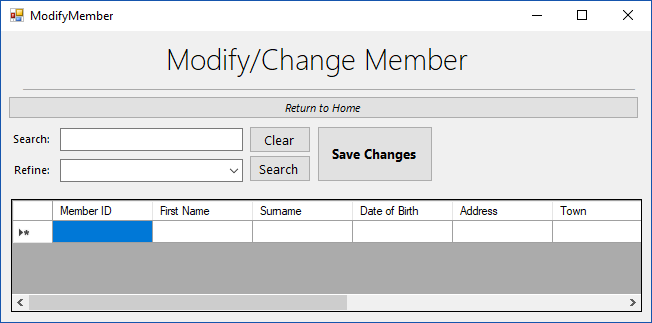 ModifyMember
Modify/Change Member
Return to Home
Search: Clear Save Changes
Refine: Search
Member ID First Name Surname Date of Birth Address Town